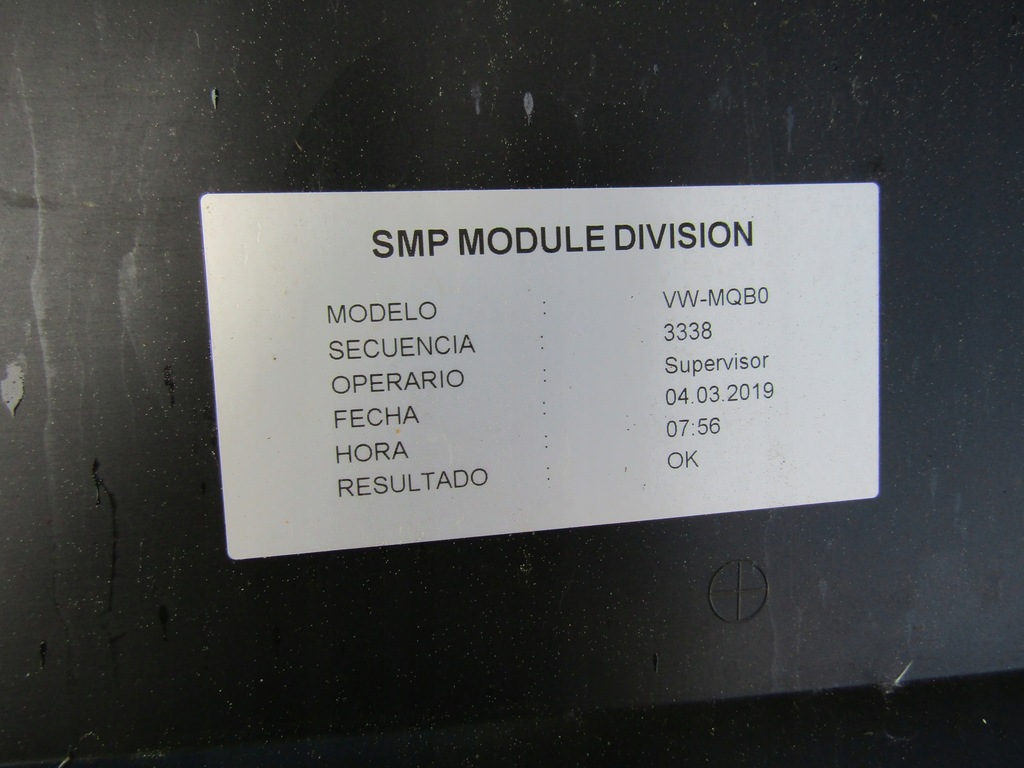 SMP MODULE DIVISION
MODELO : VW-MQB0
SECUENCIA : 3338
OPERARIO : Supervisor
FECHA : 04.03.2019
HORA : 07:56
RESULTADO : OK